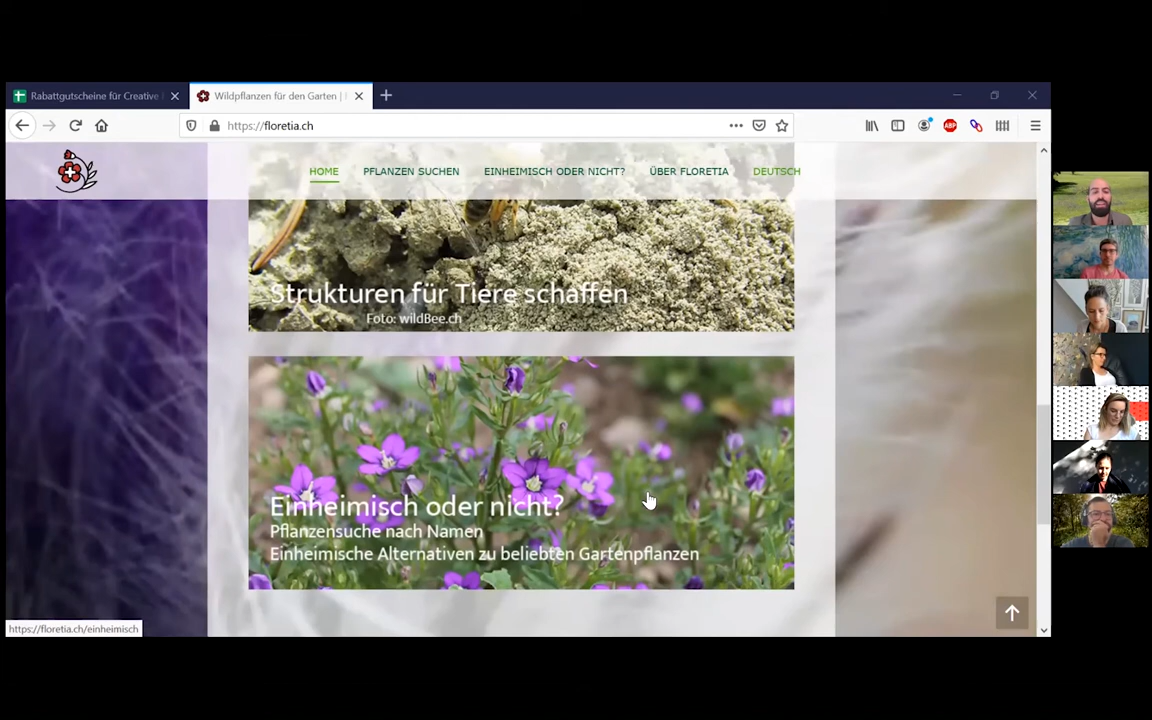 Rabattgutscheine für Creative
Wildpflanzen für den Garten |
https://floretia.ch
ABP
HOME
PFLANZEN SUCHEN
EINHEIMISCH ODER NICHT?
ÜBER FLORETIA
DEUTSCH
Strukturen für Tiere schaffen
Foto: wildBee.ch
Einheimisch oder nicht?
Pflanzensuche nach Namen
Einheimische Alternativen zu beliebten Gartenpflanzen
https://floretia.ch/einheimisch